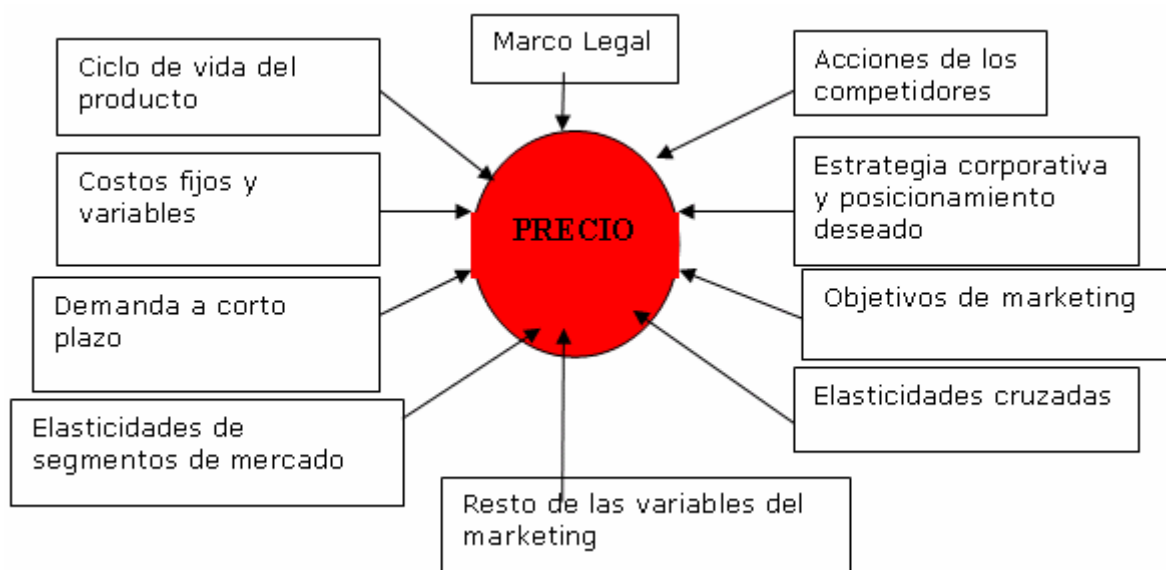 Marco Legal
Ciclo de vida del
producto
Acciones de los
competidores
Costos fijos y
variables
Estrategia corporativa
y posicionamiento
deseado
PRECIO
Demanda a corto
plazo
Objetivos de marketing
Elasticidades de
segmentos de mercado
Elasticidades cruzadas
Resto de las variables del
marketing